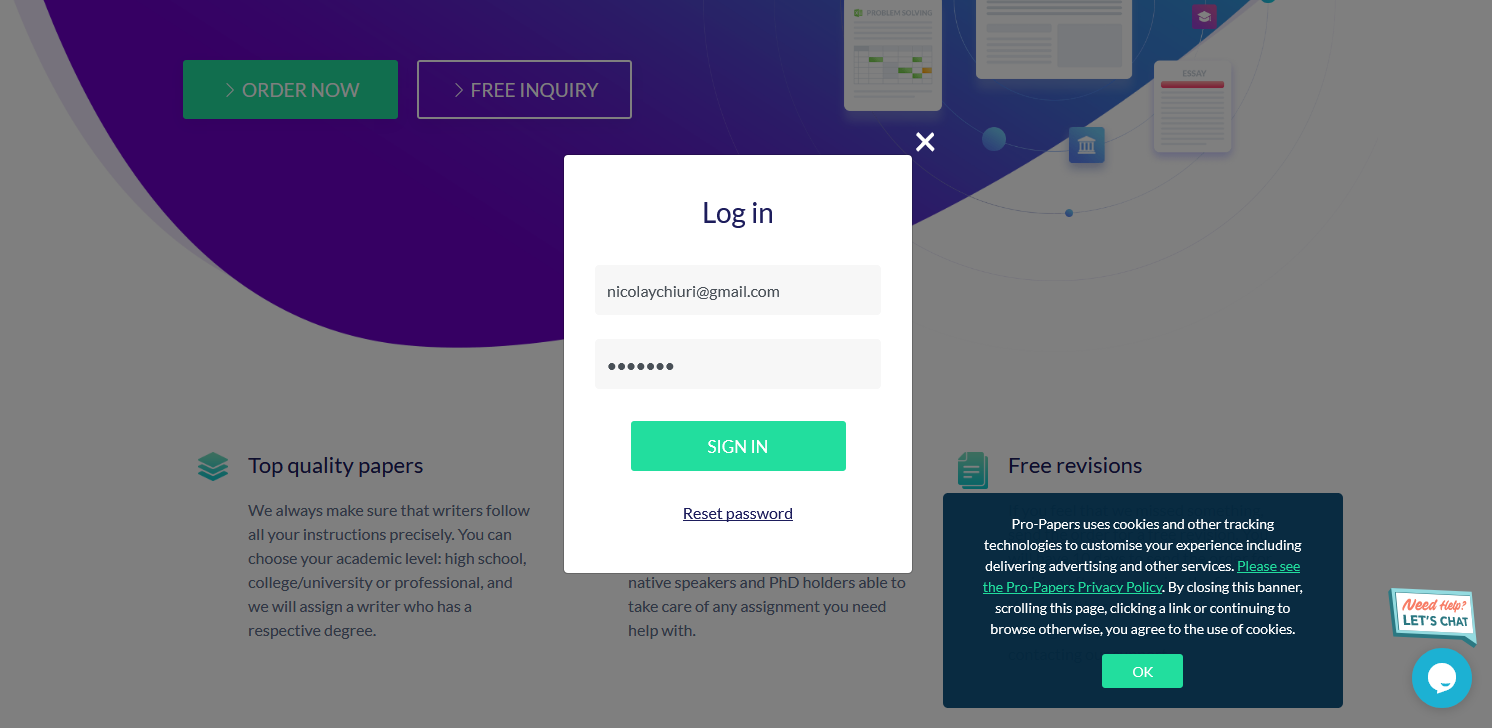 PROBLEM SOLVING
ESSAY
ORDER NOW
FREE INQUIRY
Log in
nicolaychiuri@gmail.com
•••••••
SIGN IN
Reset password
Top quality papers
We always make sure that writers follow
all your instructions precisely. You can
choose your academic level: high school,
college/university or professional, and
we will assign a writer who has a
respective degree.
native speakers and PhD holders able to
take care of any assignment you need
help with.
Free revisions
Pro-Papers uses cookies and other tracking
technologies to customise your experience including
delivering advertising and other services. Please see
the Pro-Papers Privacy Policy. By closing this banner,
scrolling this page, clicking a link or continuing to
browse otherwise, you agree to the use of cookies.
OK
Need Help?
LET'S CHAT